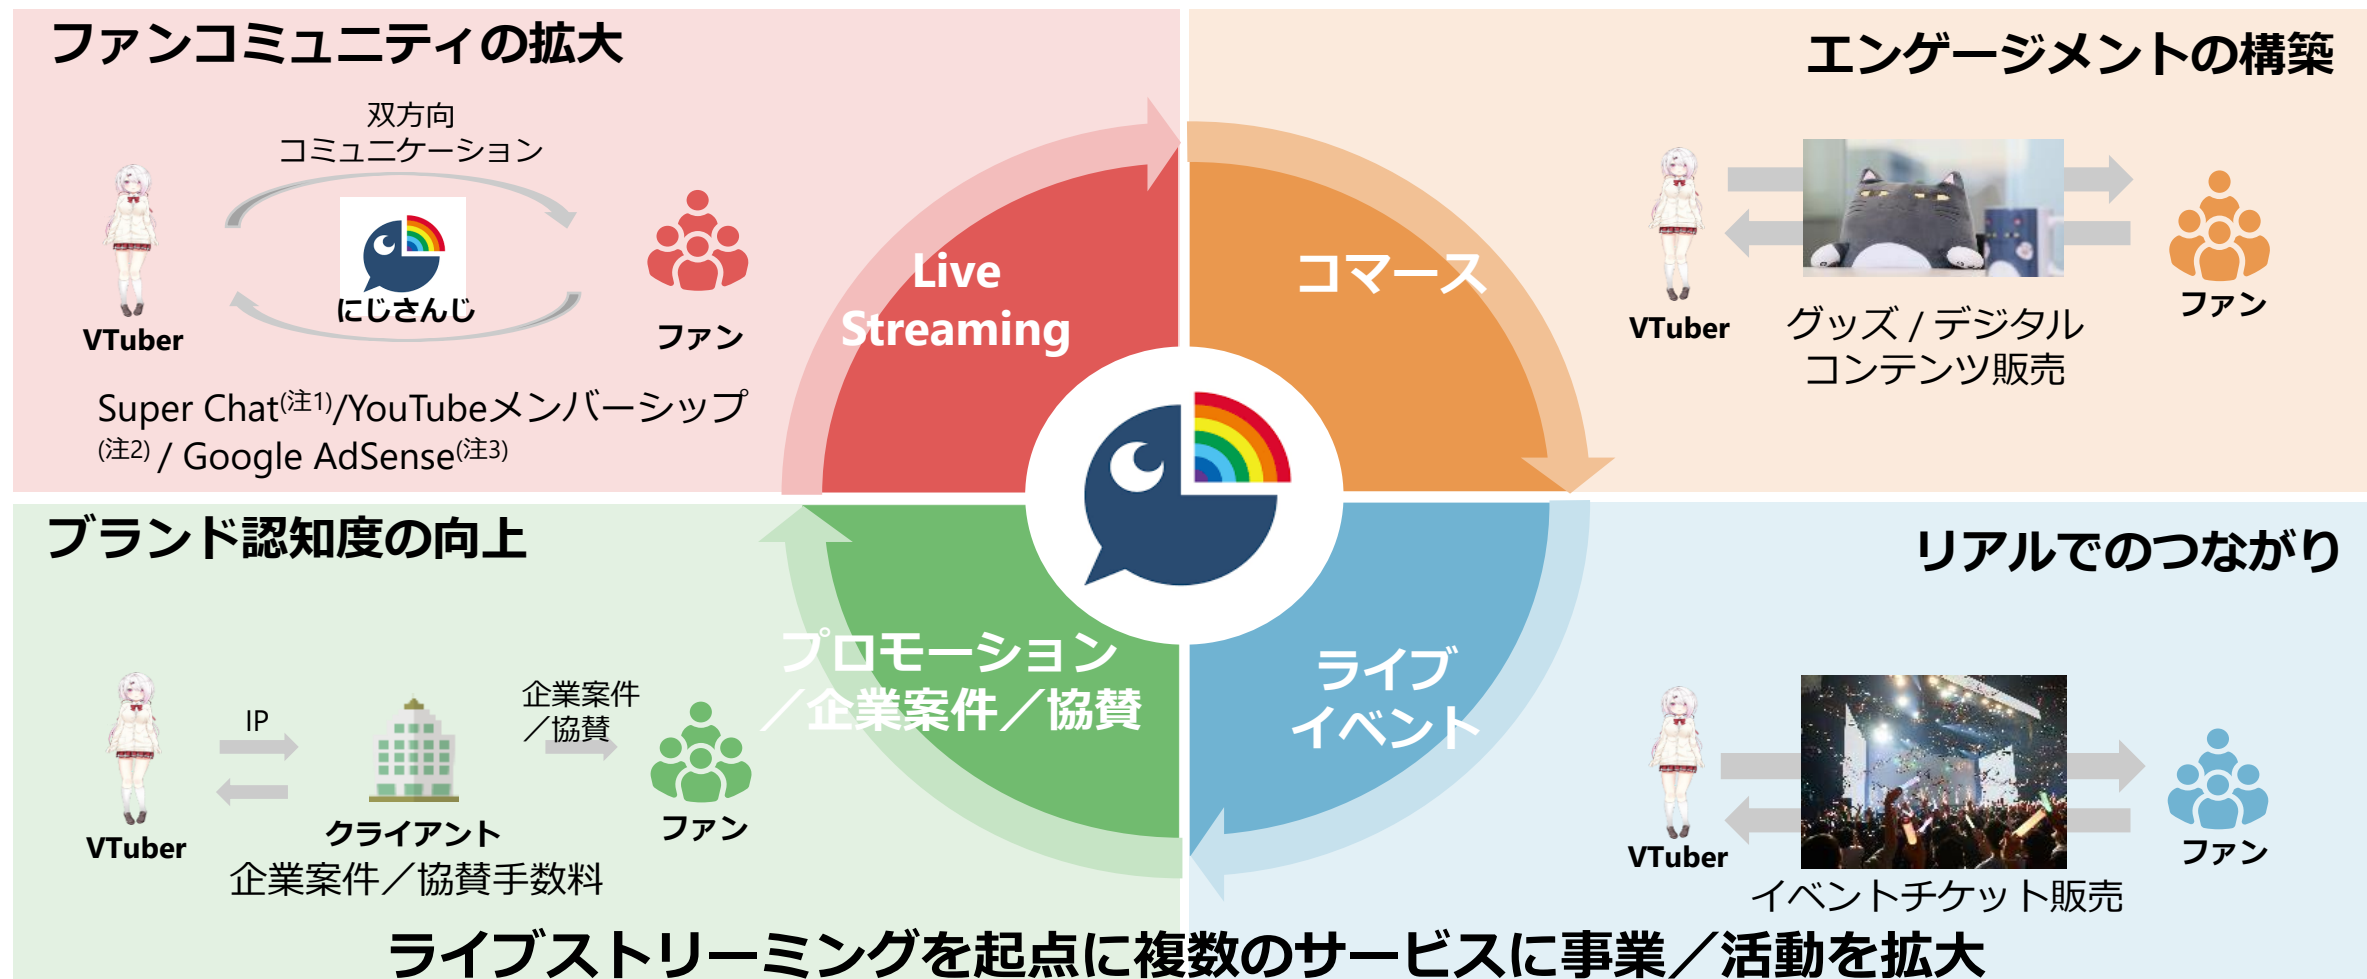 ファンコミュニティの拡大
双方向
コミュニケーション
にじさんじ
VTuber
ファン
Super Chat(注1)/YouTubeメンバーシップ
(注2) / Google AdSense(注3)
Live
Streaming
エンゲージメントの構築
コマース
VTuber
グッズ / デジタル
コンテンツ販売
ファン
ブランド認知度の向上
IP
企業案件
／協賛
VTuber
クライアント
ファン
企業案件／協賛手数料
プロモーション
／企業案件／協賛
リアルでのつながり
ライブ
イベント
VTuber
ファン
イベントチケット販売
ライブストリーミングを起点に複数のサービスに事業／活動を拡大